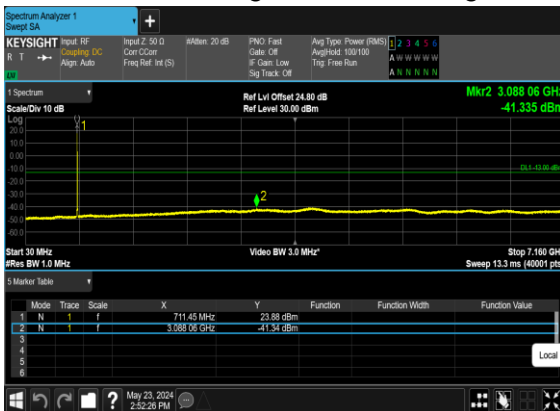 Spectrum Analyzer 1
Swept SA
+
KEYSIGHT Input: RF Input Z: 50 Ω #Atten: 20 dB PNO: Fast Avg Type: Power (RMS) 1 2 3 4 5 6
R T Coupling: DC Corr CCorr Gate: Off Avg|Hold: 100/100 A W W W W W
Align: Auto Freq Ref: Int (S) IF Gain: Low Trig: Free Run
Sig Track: Off A N N N N N
1 Spectrum Ref Lvl Offset 24.80 dB Mkr2 3.088 06 GHz
Scale/Div 10 dB Ref Level 30.00 dBm -41.335 dBm
Log
20.0
1
10.0
0.00
-10.0
DL1 -13.00 dBm
-20.0
-30.0
2
-40.0
-50.0
-60.0
Start 30 MHz Video BW 3.0 MHz* Stop 7.160 GHz
#Res BW 1.0 MHz Sweep 13.3 ms (40001 pts
5 Marker Table
Mode Trace Scale X Y Function Function Width Function Value
1 N 1 f 711.45 MHz 23.88 dBm
2 N 1 f 3.088 06 GHz -41.34 dBm
3
4
5
6
Local
? May 23, 2024
2:52:26 PM